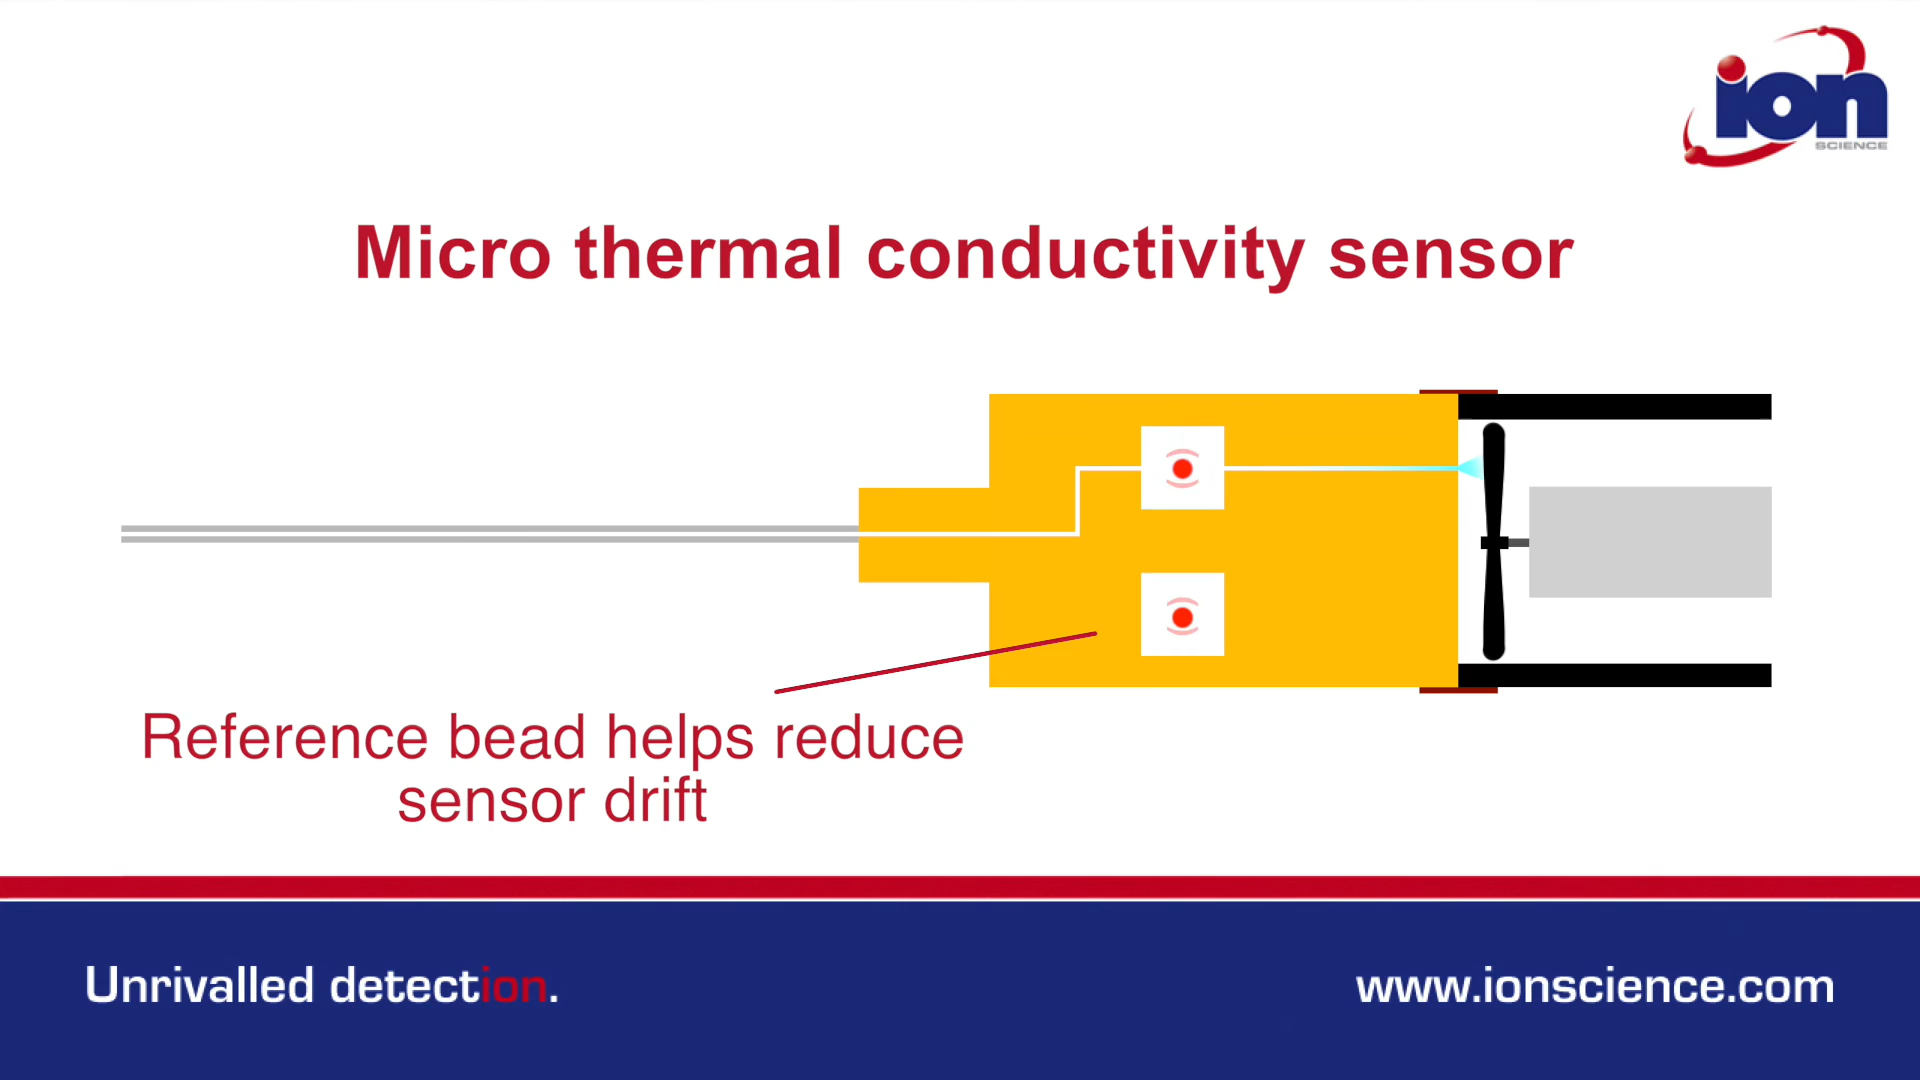 ion
SCIENCE
Micro thermal conductivity sensor
Reference bead helps reduce
sensor drift
Unrivalled detection.
www.ionscience.com